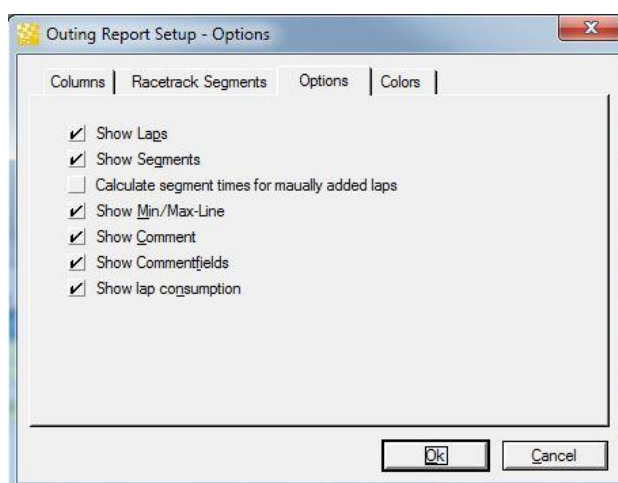 Outing Report Setup - Options
Columns Racetrack Segments Options Colors
Show Laps
Show Segments
Calculate segment times for maually added laps
Show Min/Max-Line
Show Comment
Show Commentfields
Show lap consumption
Ok Cancel